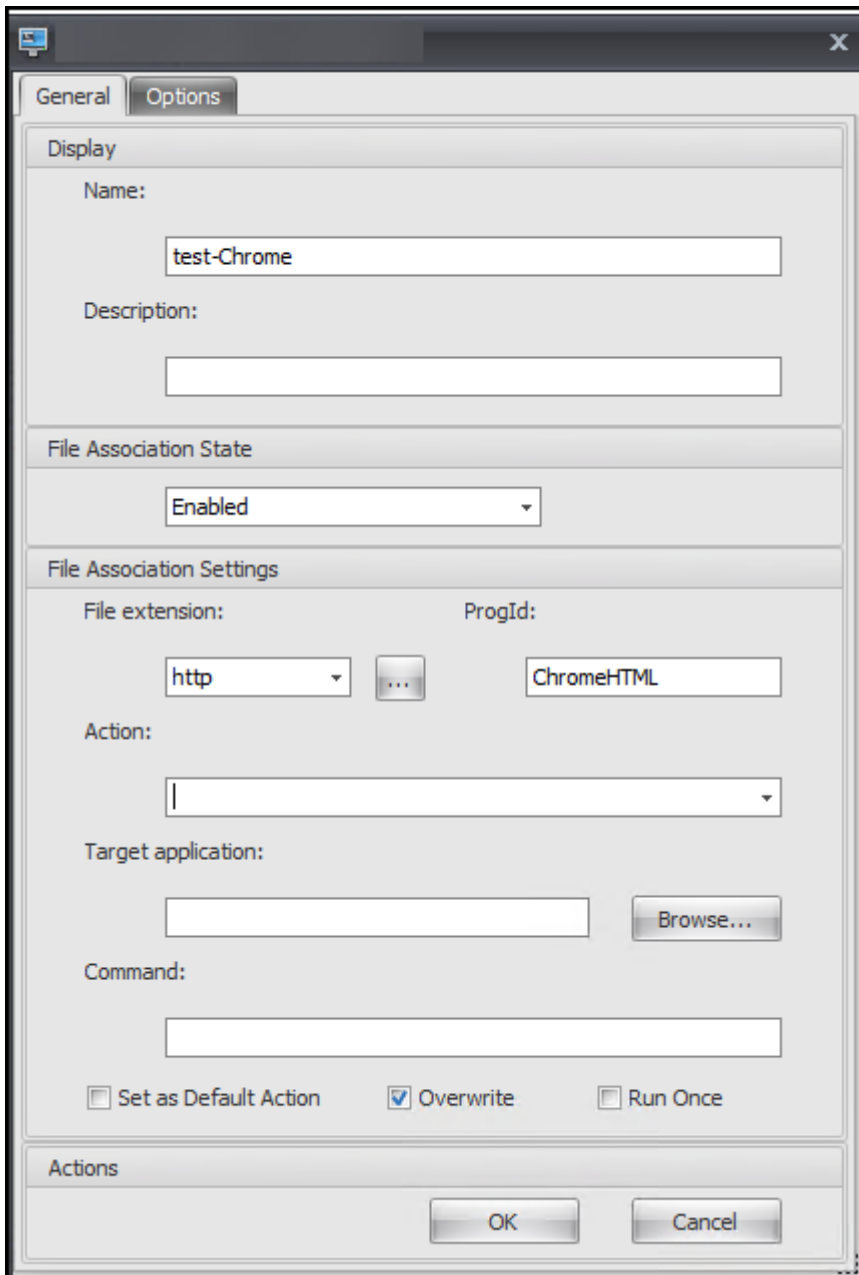 General Options
Display
Name:
test-Chrome
Description:
File Association State
Enabled
File Association Settings
File extension: ProgId:
http ... ChromeHTML
Action:
Target application:
Browse...
Command:
Set as Default Action Overwrite Run Once
Actions
OK Cancel